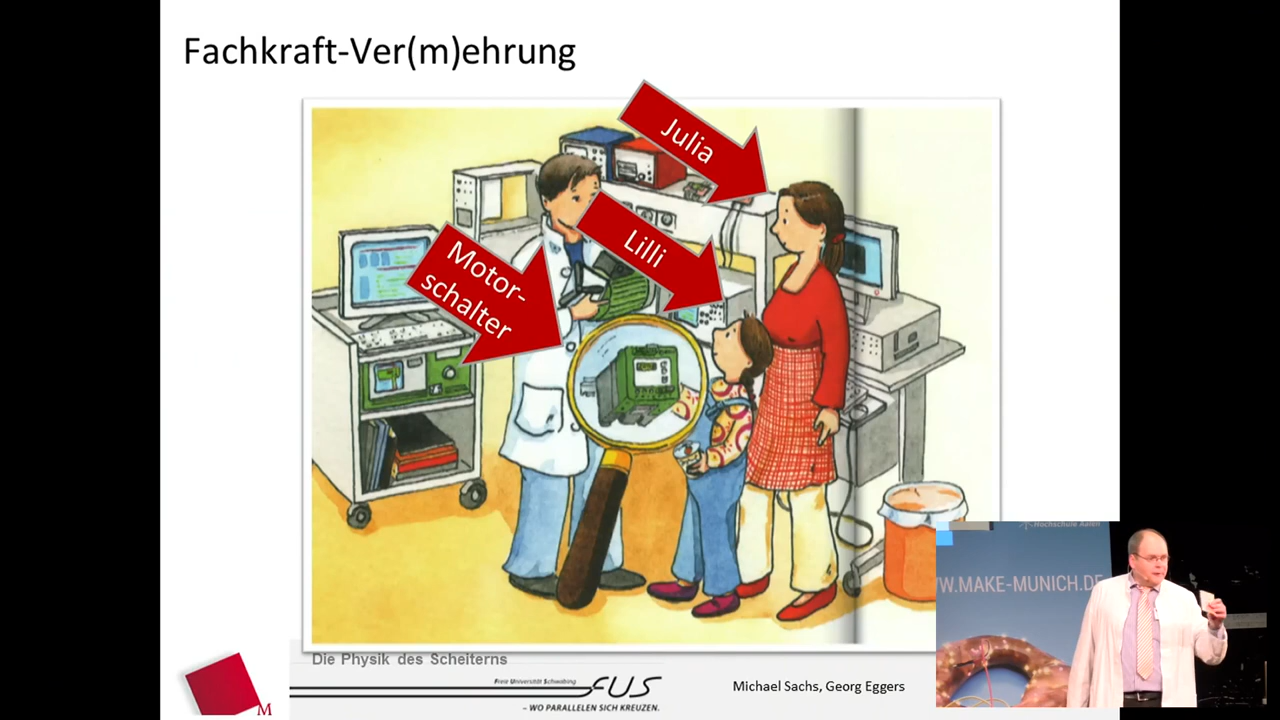 Fachkraft-Ver(m)ehrung
Julia
Lilli
Motor-
schalter
Hochschule Aalen
WWW.MAKE-MUNICH.DE
Die Physik des Scheiterns
Freie Universität Schwabing
FUS
– WO PARALLELEN SICH KREUZEN.
Michael Sachs, Georg Eggers
M